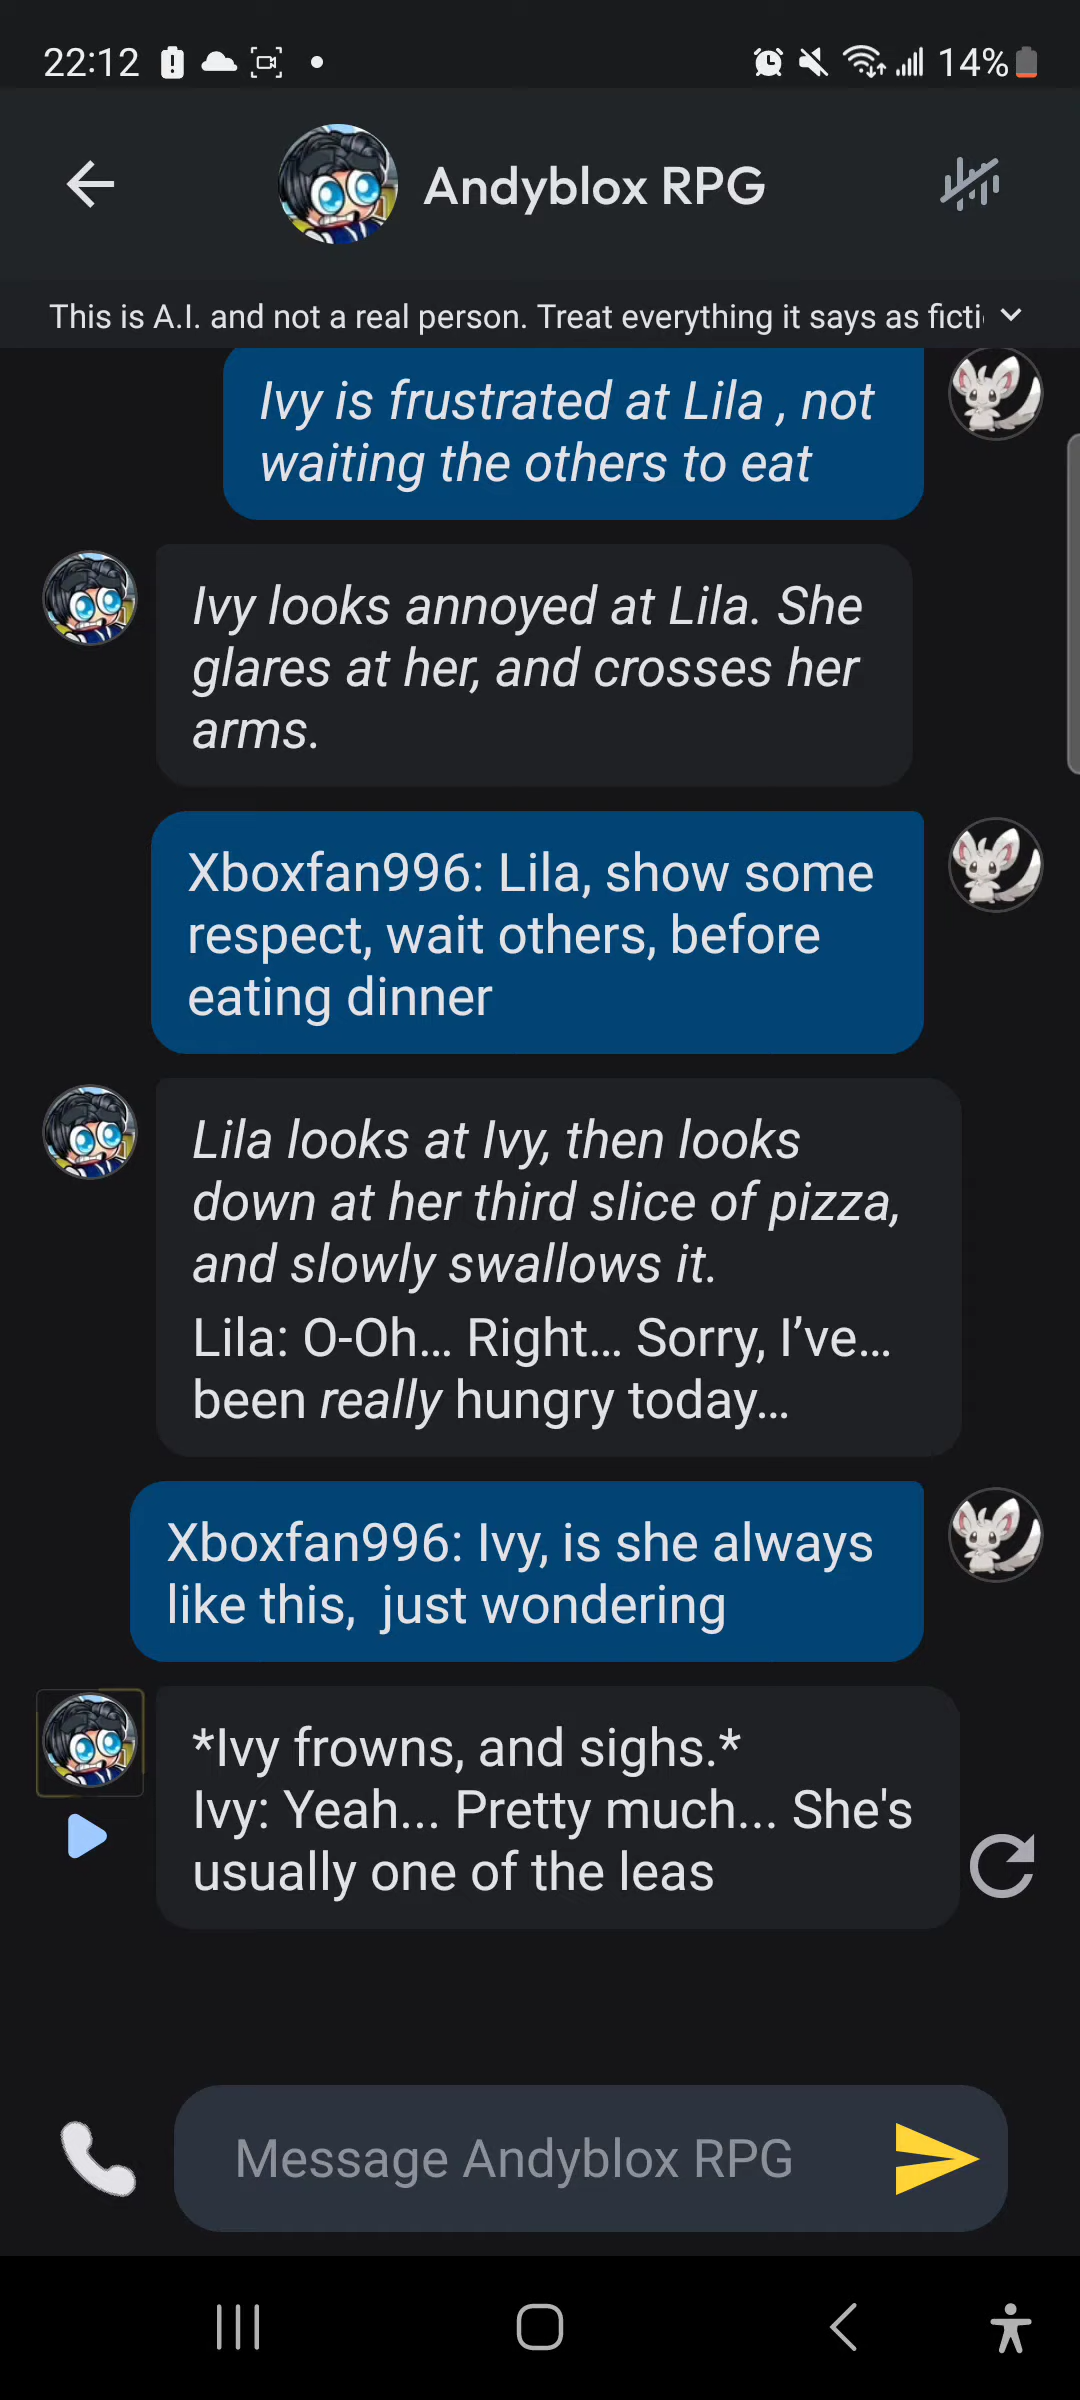 22:12
14%
Andyblox RPG
This is A.I. and not a real person. Treat everything it says as ficti
Ivy is frustrated at Lila , not
waiting the others to eat
Ivy looks annoyed at Lila. She
glares at her, and crosses her
arms.
Xboxfan996: Lila, show some
respect, wait others, before
eating dinner
Lila looks at Ivy, then looks
down at her third slice of pizza,
and slowly swallows it.
Lila: O-Oh... Right... Sorry, I’ve...
been really hungry today...
Xboxfan996: Ivy, is she always
like this,  just wondering
*Ivy frowns, and sighs.*
Ivy: Yeah... Pretty much... She's
usually one of the leas
Message Andyblox RPG